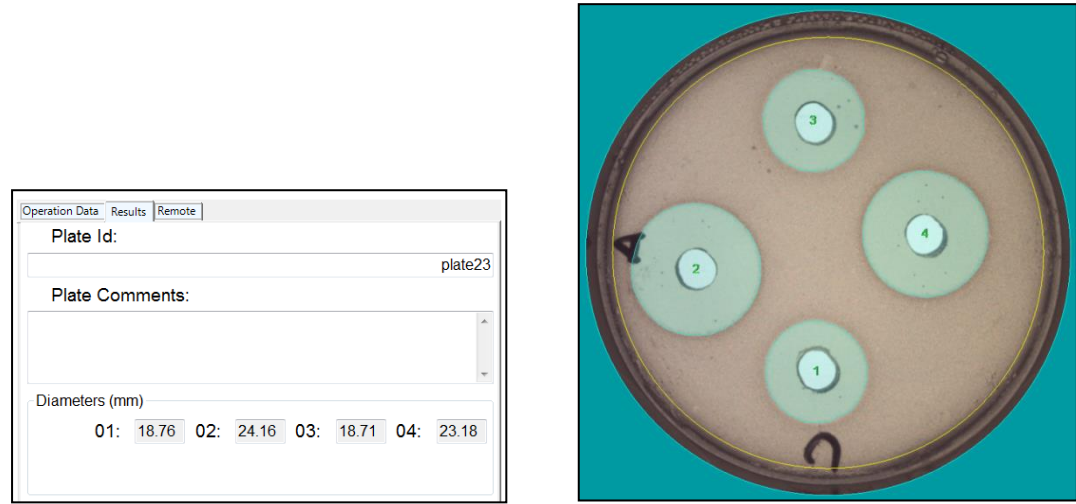 Operation Data Results Remote
Plate Id:
plate23
Plate Comments:
Diameters (mm)
01: 18.76 02: 24.16 03: 18.71 04: 23.18
3
4
2
1